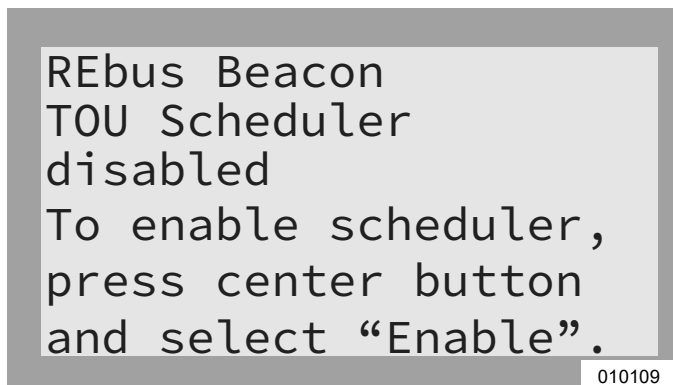 REbus Beacon
TOU Scheduler
disabled
To enable scheduler,
press center button
and select “Enable”.
010109